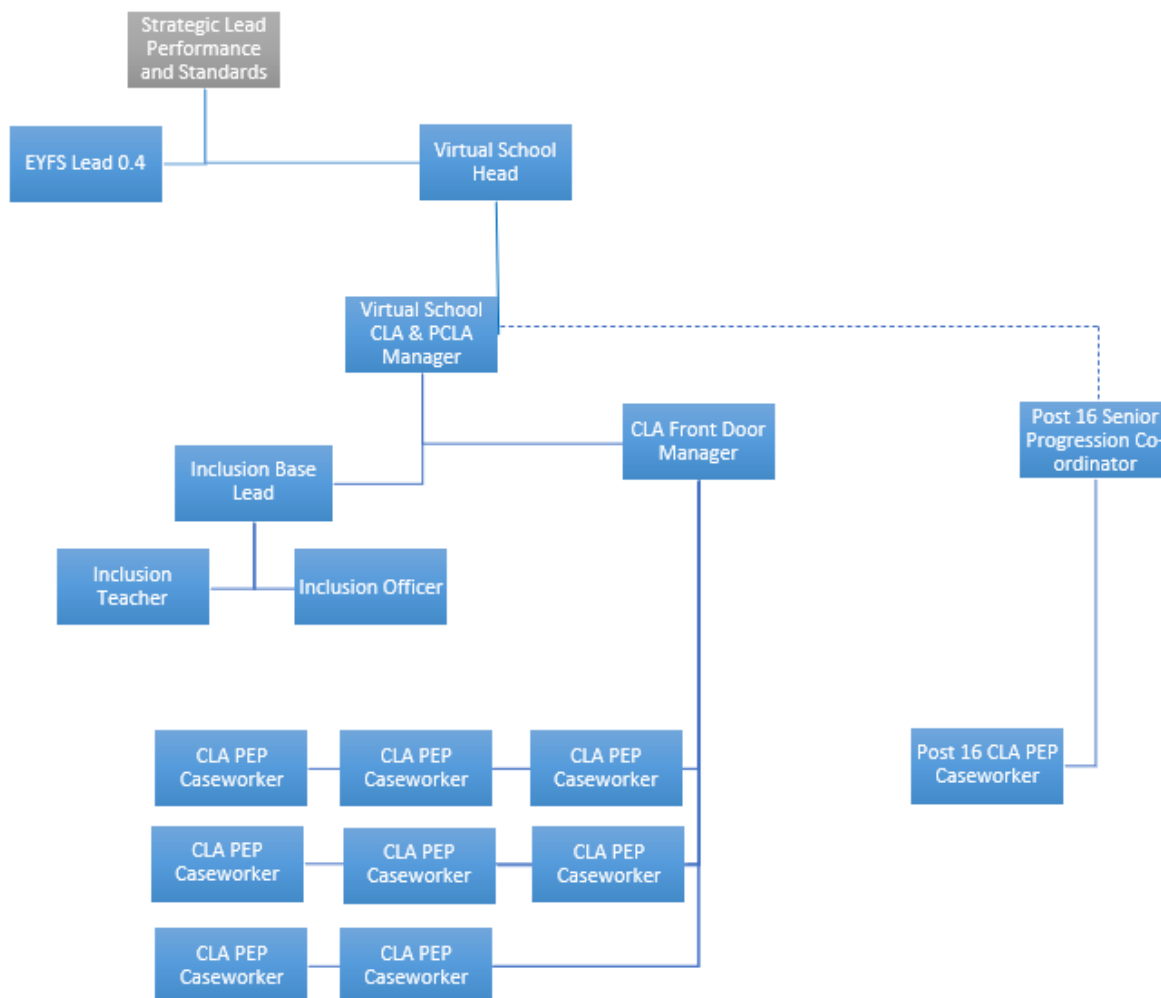 Strategic Lead
Performance
and Standards
EYFS Lead 0.4
Virtual School
Head
Virtual School
CLA & PCLA
Manager
CLA Front Door
Manager
Post 16 Senior
Progression Co-
ordinator
Inclusion Base
Lead
Inclusion
Teacher
Inclusion Officer
CLA PEP
Caseworker
CLA PEP
Caseworker
CLA PEP
Caseworker
Post 16 CLA PEP
Caseworker
CLA PEP
Caseworker
CLA PEP
Caseworker
CLA PEP
Caseworker
CLA PEP
Caseworker
CLA PEP
Caseworker